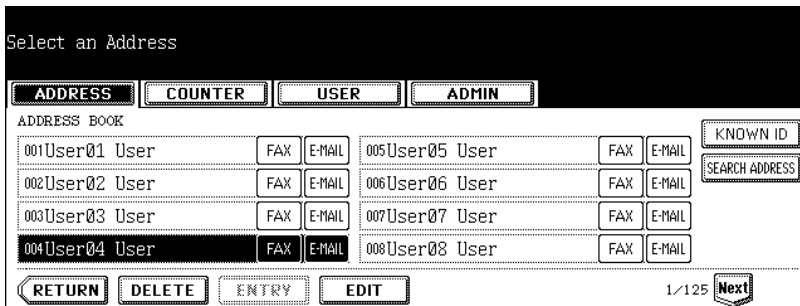 Select an Address
ADDRESS COUNTER USER ADMIN
ADDRESS BOOK
KNOWN ID
001User01 User FAX E-MAIL 005User05 User FAX E-MAIL
SEARCH ADDRESS
002User02 User FAX E-MAIL 006User06 User FAX E-MAIL
003User03 User FAX E-MAIL 007User07 User FAX E-MAIL
004User04 User FAX E-MAIL 008User08 User FAX E-MAIL
RETURN DELETE ENTRY EDIT 1/125 Next